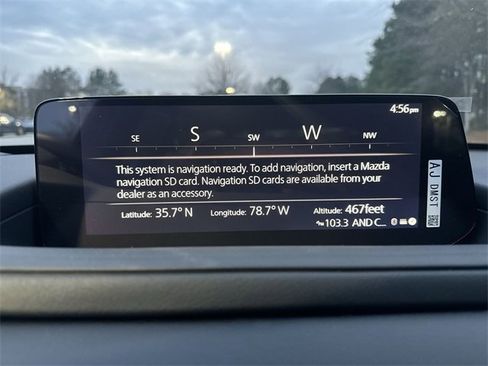 4:56pm
SE S SW W NW
This system is navigation ready. To add navigation, insert a Mazda
navigation SD card. Navigation SD cards are available from your
dealer as an accessory.
Latitude: 35.7° N Longitude: 78.7° W Altitude: 467feet
103.3 AND C...
AJ DMST